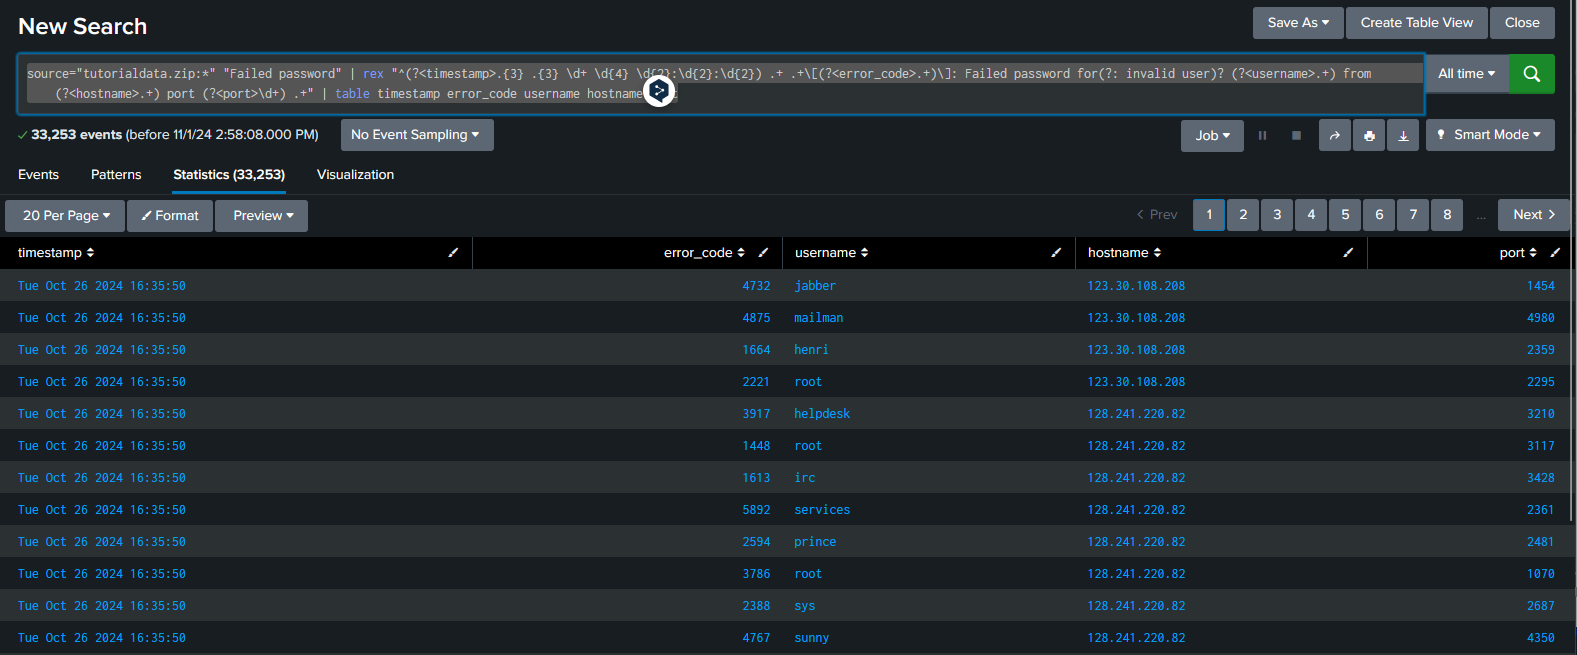 New Search
Save As
Create Table View
Close
source="tutorialdata.zip:*" "Failed password" | rex "^(?<timestamp>.{3} .{3} \d+ \d{4} \d{2}:\d{2}:\d{2}) .+ .+\[(?<error_code>.+)\]: Failed password for(?: invalid user)? (?<username>.+) from
(?<hostname>.+) port (?<port>\d+) .+" | table timestamp error_code username hostname
All time
33,253 events (before 11/1/24 2:58:08.000 PM)
No Event Sampling
Job
Smart Mode
Events
Patterns
Statistics (33,253)
Visualization
20 Per Page
Format
Preview
< Prev
1
2
3
4
5
6
7
8
...
Next >
timestamp error_code username hostname port
Tue Oct 26 2024 16:35:50 4732 jabber 123.30.108.208 1454
Tue Oct 26 2024 16:35:50 4875 mailman 123.30.108.208 4980
Tue Oct 26 2024 16:35:50 1664 henri 123.30.108.208 2359
Tue Oct 26 2024 16:35:50 2221 root 123.30.108.208 2295
Tue Oct 26 2024 16:35:50 3917 helpdesk 128.241.220.82 3210
Tue Oct 26 2024 16:35:50 1448 root 128.241.220.82 3117
Tue Oct 26 2024 16:35:50 1613 irc 128.241.220.82 3428
Tue Oct 26 2024 16:35:50 5892 services 128.241.220.82 2361
Tue Oct 26 2024 16:35:50 2594 prince 128.241.220.82 2481
Tue Oct 26 2024 16:35:50 3786 root 128.241.220.82 1070
Tue Oct 26 2024 16:35:50 2388 sys 128.241.220.82 2687
Tue Oct 26 2024 16:35:50 4767 sunny 128.241.220.82 4350